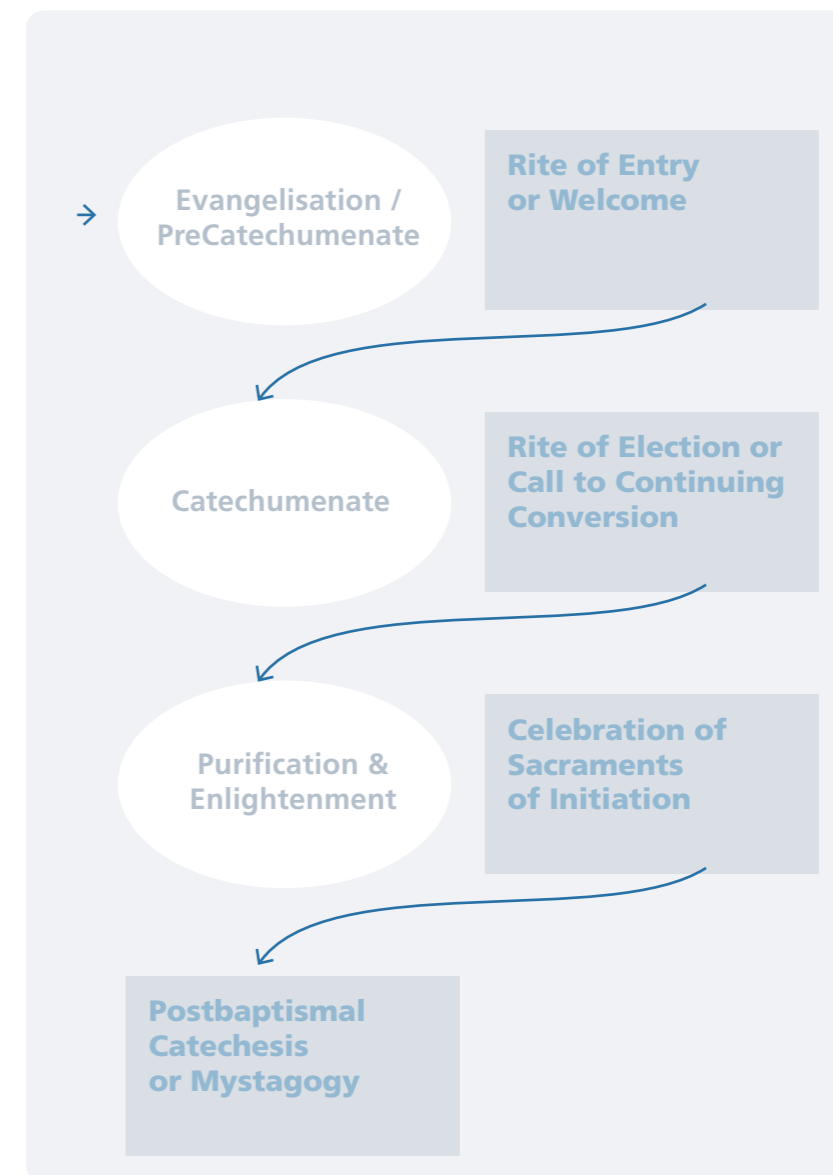 Evangelisation /
PreCatechumenate
Rite of Entry
or Welcome
Catechumenate
Rite of Election or
Call to Continuing
Conversion
Purification &
Enlightenment
Celebration of
Sacraments
of Initiation
Postbaptismal
Catechesis
or Mystagogy